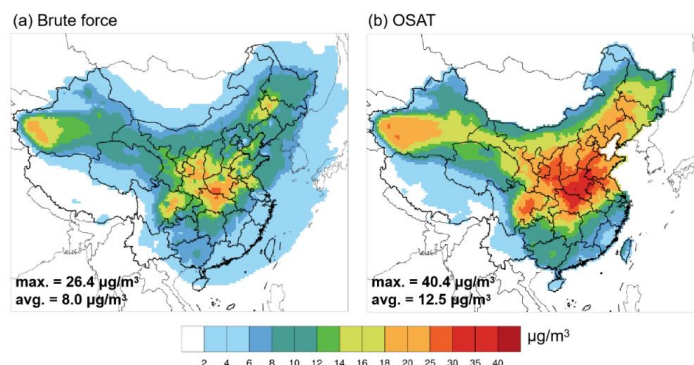 (a) Brute force
(b) OSAT
max. = 26.4 μg/m³
avg. = 8.0 μg/m³
max. = 40.4 μg/m³
avg. = 12.5 μg/m³
μg/m³
2 4 6 8 10 12 14 16 18 20 25 30 35 40